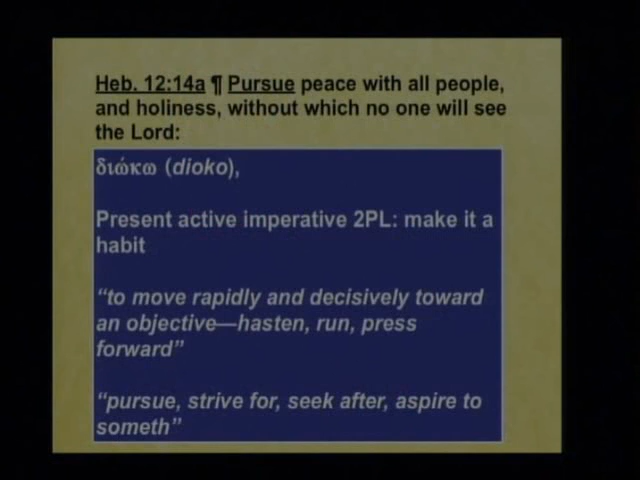 Heb. 12:14a ¶ Pursue peace with all people,
and holiness, without which no one will see
the Lord:
διώκω (dioko),
Present active imperative 2PL: make it a
habit
“to move rapidly and decisively toward
an objective—hasten, run, press
forward”
“pursue, strive for, seek after, aspire to
someth”